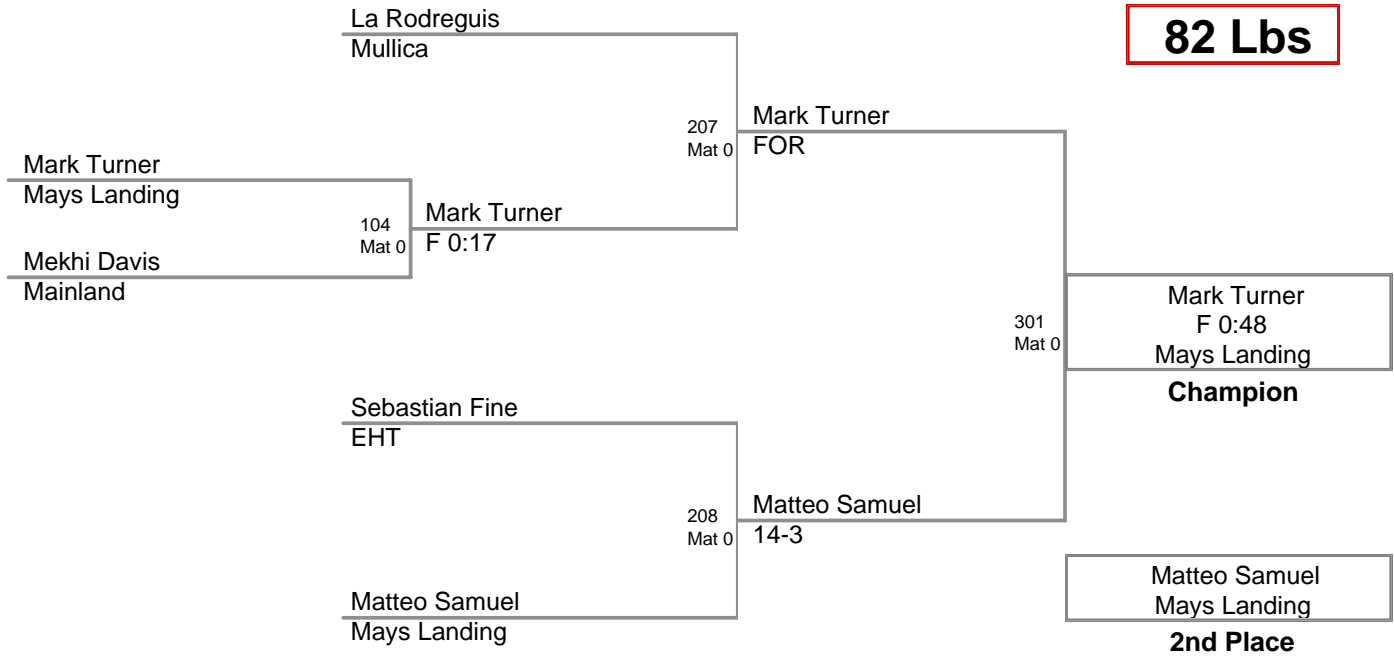 La Rodreguis
Mullica
82 Lbs
207
Mat 0
Mark Turner
FOR
Mark Turner
Mays Landing
104
Mat 0
Mark Turner
F 0:17
Mekhi Davis
Mainland
301
Mat 0
Mark Turner
F 0:48
Mays Landing
Champion
Sebastian Fine
EHT
208
Mat 0
Matteo Samuel
14-3
Matteo Samuel
Mays Landing
Matteo Samuel
Mays Landing
2nd Place